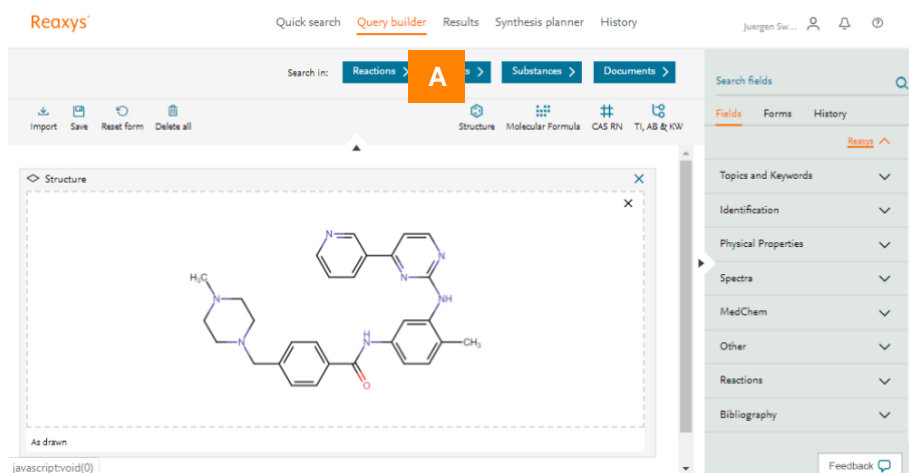 Reaxys®
Quick search Query builder Results Synthesis planner History
Juergen Sw...
Search in: Reactions > A s > Substances > Documents >
Import Save Reset form Delete all
Structure Molecular Formula CAS RN TI, AB & KW
Search fields
Fields Forms History
Reaxys
Structure
Topics and Keywords
Identification
Physical Properties
Spectra
MedChem
Other
Reactions
Bibliography
N
N
N
H₃C
N
NH
H
N
CH₃
N
O
As drawn
javascript:void(0)
Feedback